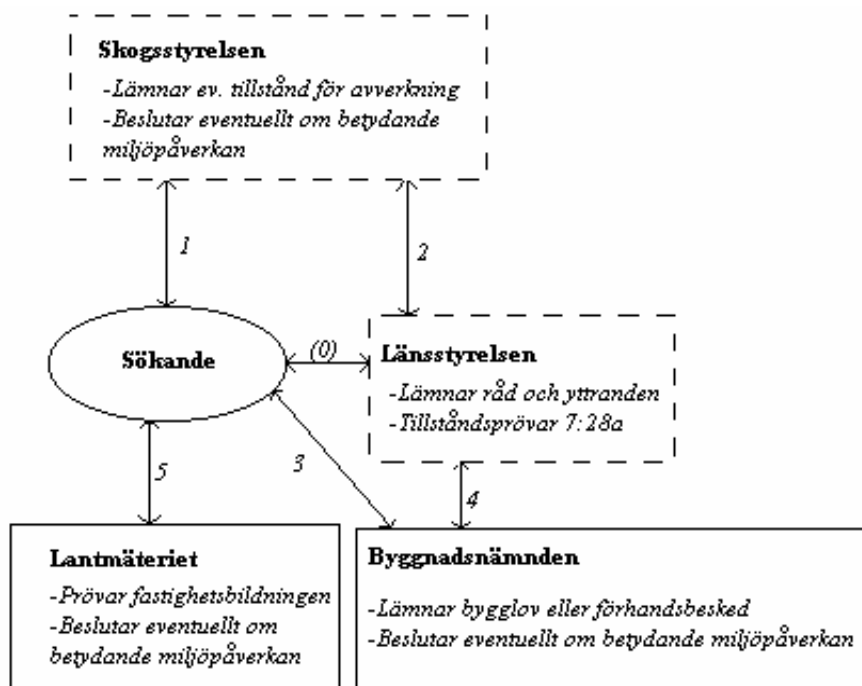 Skogsstyrelsen
-Lämnar ev. tillstånd för avverkning
-Beslutar eventuellt om betydande
miljöpåverkan
1
2
Sökande
(0)
Länsstyrelsen
-Lämnar råd och yttranden
-Tillståndsprövar 7:28a
5
3
4
Lantmäteriet
-Prövar fastighetsbildningen
-Beslutar eventuellt om
betydande miljöpåverkan
Byggnadsnämnden
-Lämnar bygglov eller förhandsbesked
-Beslutar eventuellt om betydande miljöpåverkan